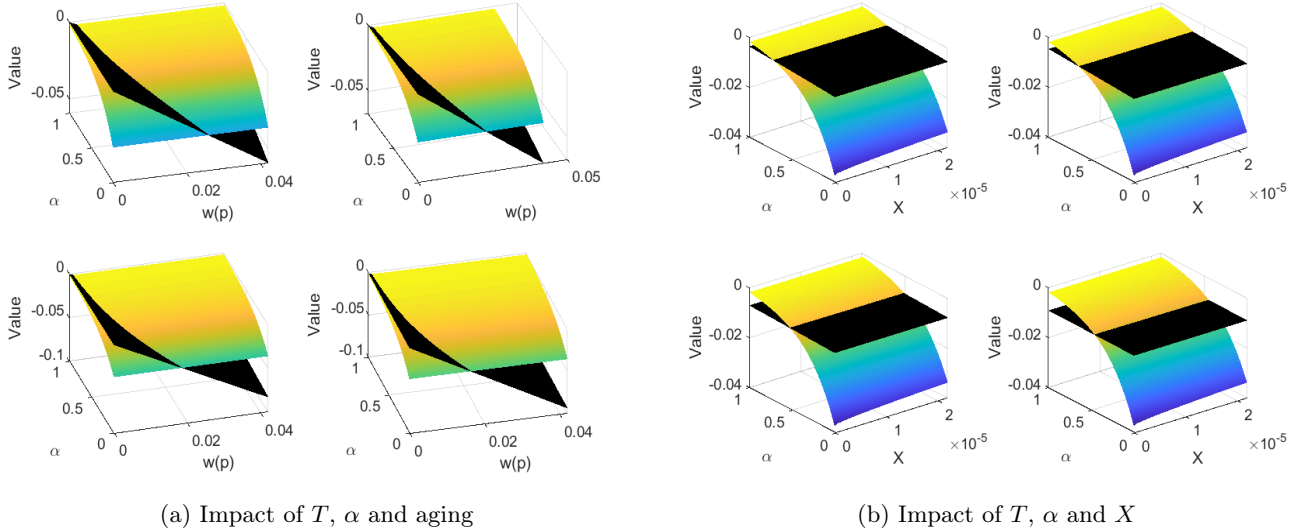 0
-0.05
Value
1
0.5
0
α
0
0.02
0.04
w(p)
0
-0.05
Value
1
0.5
0
α
0
0.05
w(p)
0
-0.02
-0.04
Value
1
0.5
0
α
0
1
2
×10⁻⁵
X
0
-0.02
-0.04
Value
1
0.5
0
α
0
1
2
×10⁻⁵
X
0
-0.05
-0.1
Value
1
0.5
0
α
0
0.02
0.04
w(p)
0
-0.05
-0.1
Value
1
0.5
0
α
0
0.02
0.04
w(p)
0
-0.02
-0.04
Value
1
0.5
0
α
0
1
2
×10⁻⁵
X
0
-0.02
-0.04
Value
1
0.5
0
α
0
1
2
×10⁻⁵
X
(a) Impact of T, α and aging
(b) Impact of T, α and X